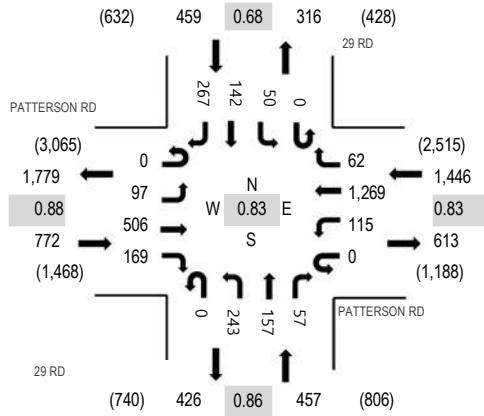 (632) 459 0.68 316 (428)
29 RD
267 142 50 0
PATTERSON RD
(3,065) 0 62 (2,515)
1,779 97 N 1,269 1,446
0.88 W 0.83 E 0.83
772 506 S 115 613
(1,468) 169 0 (1,188)
0 243 157 57
PATTERSON RD
29 RD
(740) 426 0.86 457 (806)